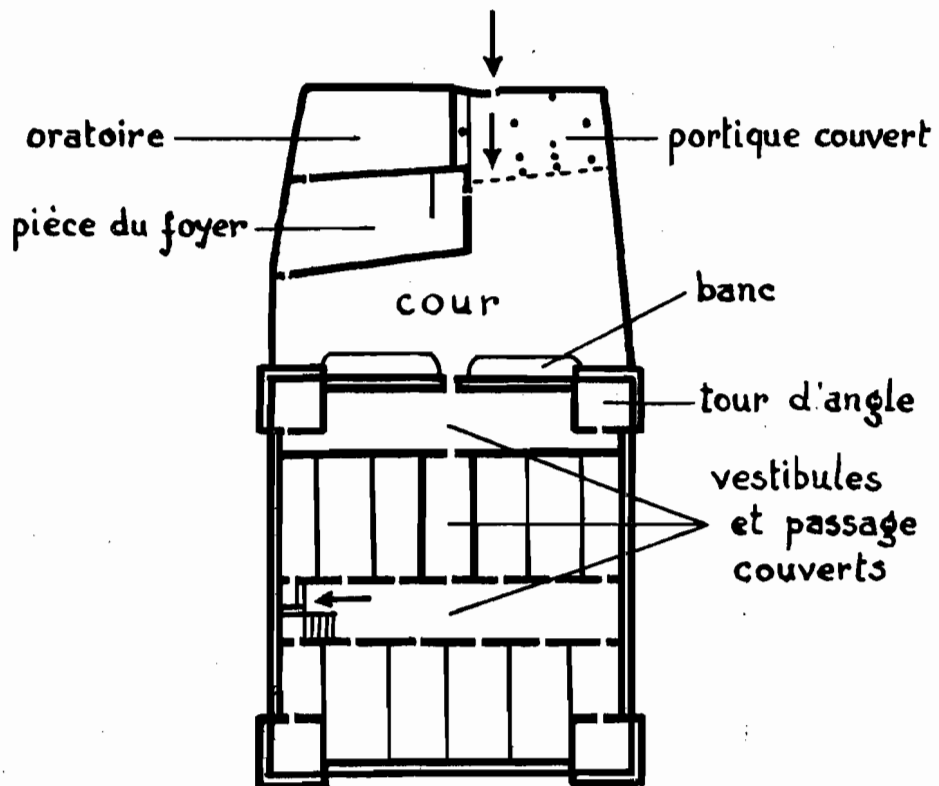 oratoire
portique couvert
pièce du foyer
cour
banc
tour d'angle
vestibules
et passage
couverts